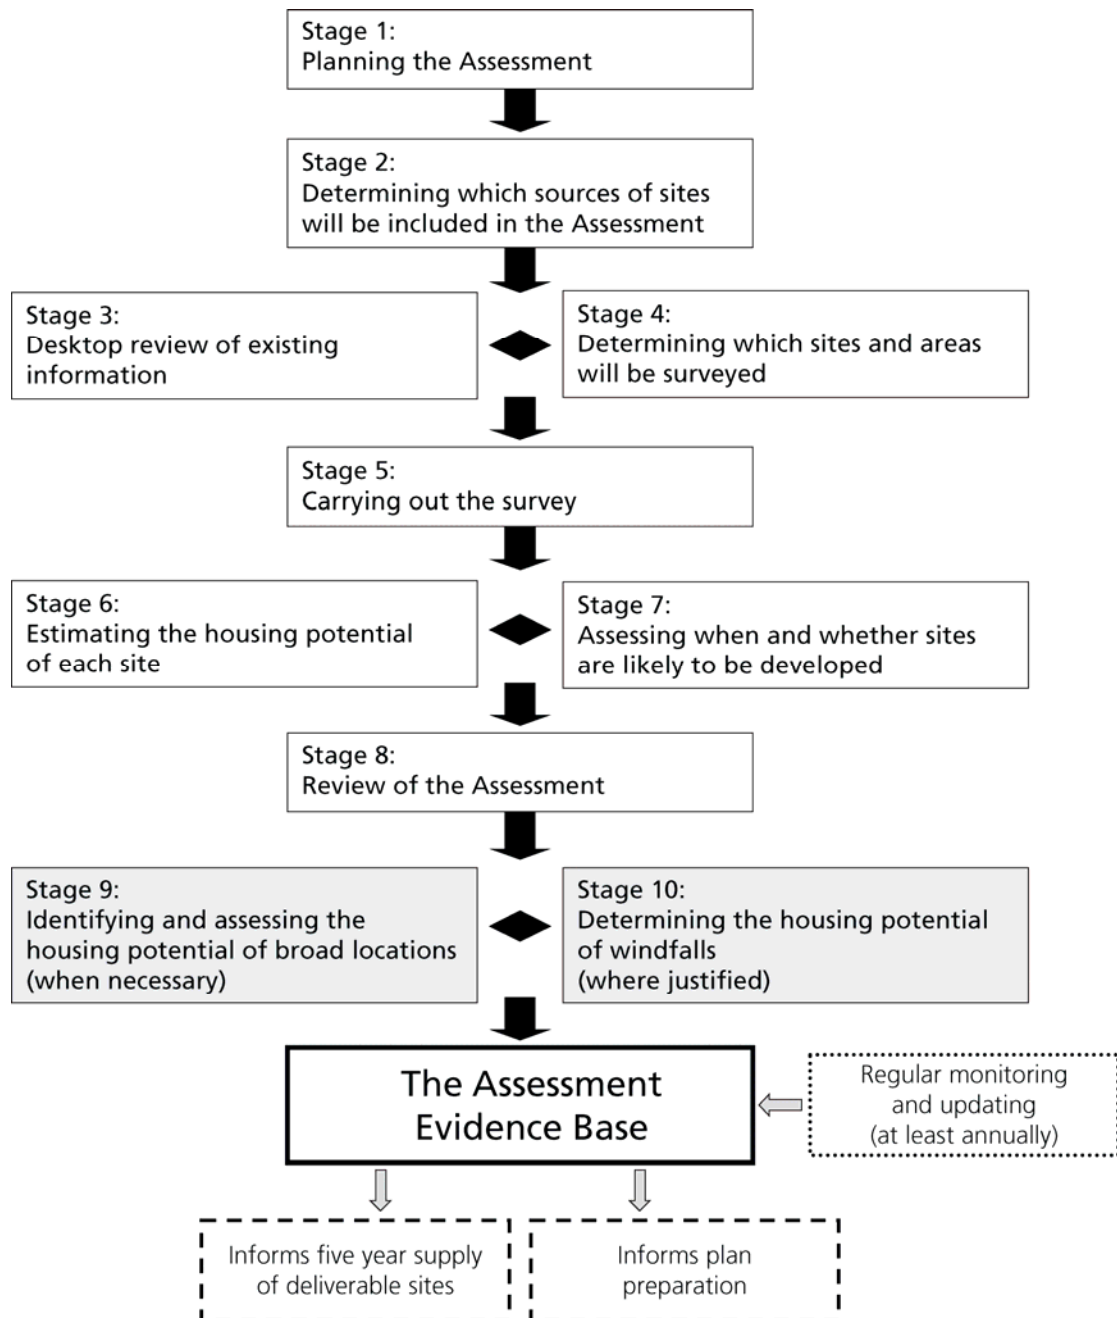 Stage 1:
Planning the Assessment
Stage 2:
Determining which sources of sites
will be included in the Assessment
Stage 3:
Desktop review of existing
information
Stage 4:
Determining which sites and areas
will be surveyed
Stage 5:
Carrying out the survey
Stage 6:
Estimating the housing potential
of each site
Stage 7:
Assessing when and whether sites
are likely to be developed
Stage 8:
Review of the Assessment
Stage 9:
Identifying and assessing the
housing potential of broad locations
(when necessary)
Stage 10:
Determining the housing potential
of windfalls
(where justified)
The Assessment
Evidence Base
Regular monitoring
and updating
(at least annually)
Informs five year supply
of deliverable sites
Informs plan
preparation